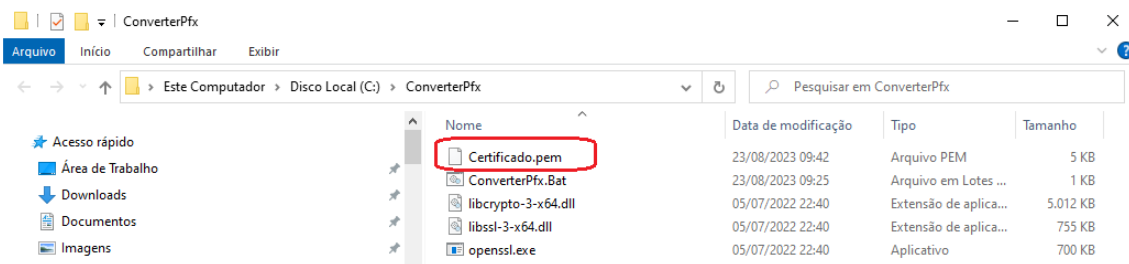 ConverterPfx
Arquivo Início Compartilhar Exibir
Este Computador > Disco Local (C:) > ConverterPfx Pesquisar em ConverterPfx
Nome Data de modificação Tipo Tamanho
Acesso rápido
Certificado.pem 23/08/2023 09:42 Arquivo PEM 5 KB
Área de Trabalho
ConverterPfx.Bat 23/08/2023 09:25 Arquivo em Lotes ... 1 KB
Downloads
libcrypto-3-x64.dll 05/07/2022 22:40 Extensão de aplica... 5.012 KB
Documentos
libssl-3-x64.dll 05/07/2022 22:40 Extensão de aplica... 755 KB
Imagens
openssl.exe 05/07/2022 22:40 Aplicativo 700 KB